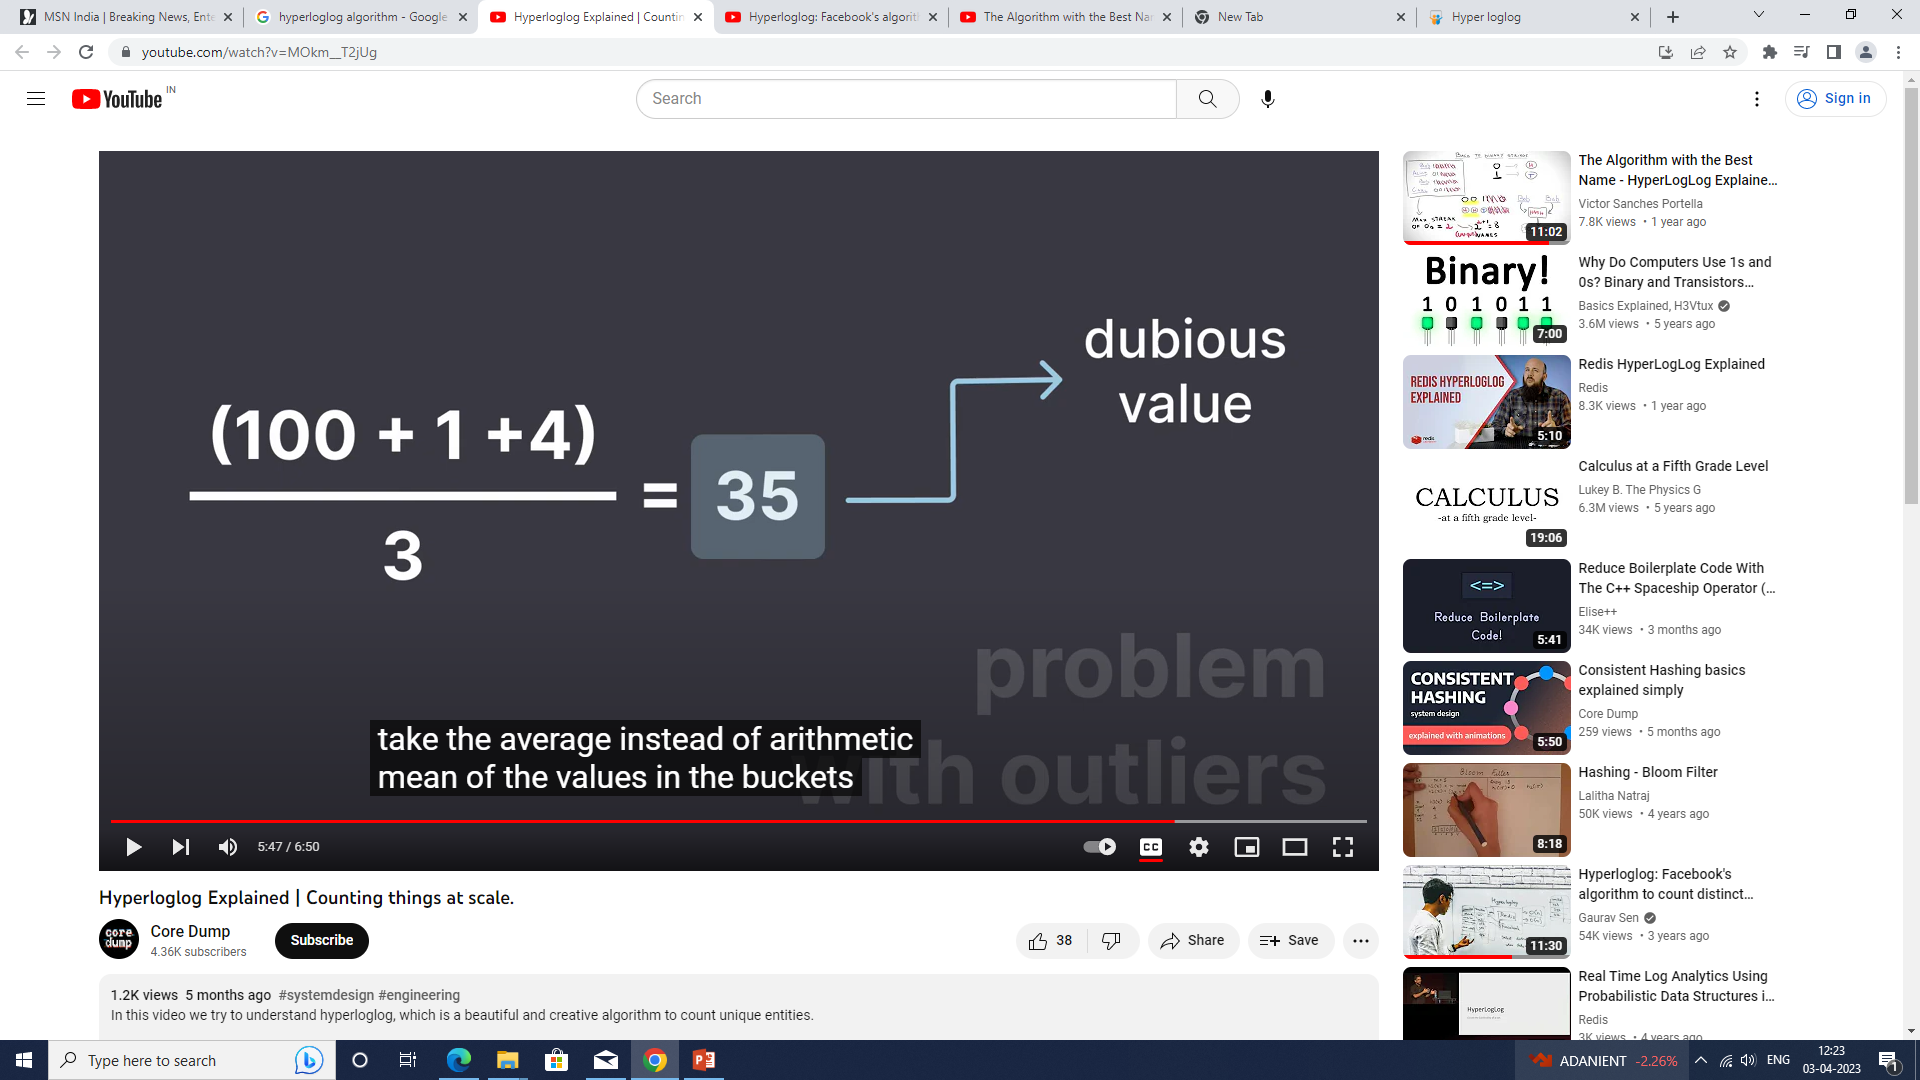 MSN India | Breaking News, Ente
hyperloglog algorithm - Google
Hyperloglog Explained | Countin
Hyperloglog: Facebook's algorit
The Algorithm with the Best Na
New Tab
Hyper loglog
youtube.com/watch?v=MOkm__T2jUg
YouTube IN
Search
Sign in
(100 + 1 +4)
3
= 35
dubious
value
problem
with outliers
take the average instead of arithmetic
mean of the values in the buckets
5:47 / 6:50
CC
Hyperloglog Explained | Counting things at scale.
core dump
Core Dump
4.36K subscribers
Subscribe
38
Share
Save
1.2K views 5 months ago #systemdesign #engineering
In this video we try to understand hyperloglog, which is a beautiful and creative algorithm to count unique entities.
11:02
The Algorithm with the Best
Name - HyperLogLog Explaine...
Victor Sanches Portella
7.8K views • 1 year ago
Binary!
1 0 1 0 1 1
7:00
Why Do Computers Use 1s and
0s? Binary and Transistors...
Basics Explained, H3Vtux
3.6M views • 5 years ago
REDIS HYPERLOGLOG
EXPLAINED
redis
5:10
Redis HyperLogLog Explained
Redis
8.3K views • 1 year ago
CALCULUS
-at a fifth grade level-
19:06
Calculus at a Fifth Grade Level
Lukey B. The Physics G
6.3M views • 5 years ago
<=>
Reduce Boilerplate
Code!
5:41
Reduce Boilerplate Code With
The C++ Spaceship Operator (...
Elise++
34K views • 3 months ago
CONSISTENT
HASHING
system design
explained with animations
5:50
Consistent Hashing basics
explained simply
Core Dump
259 views • 5 months ago
Bloom Filter
8:18
Hashing - Bloom Filter
Lalitha Natraj
50K views • 4 years ago
11:30
Hyperloglog: Facebook's
algorithm to count distinct...
Gaurav Sen
54K views • 3 years ago
HyperLogLog
Real Time Log Analytics Using
Probabilistic Data Structures i...
Redis
3K views • 4 years ago
Type here to search
ADANIENT -2.26%
ENG
12:23
03-04-2023
1